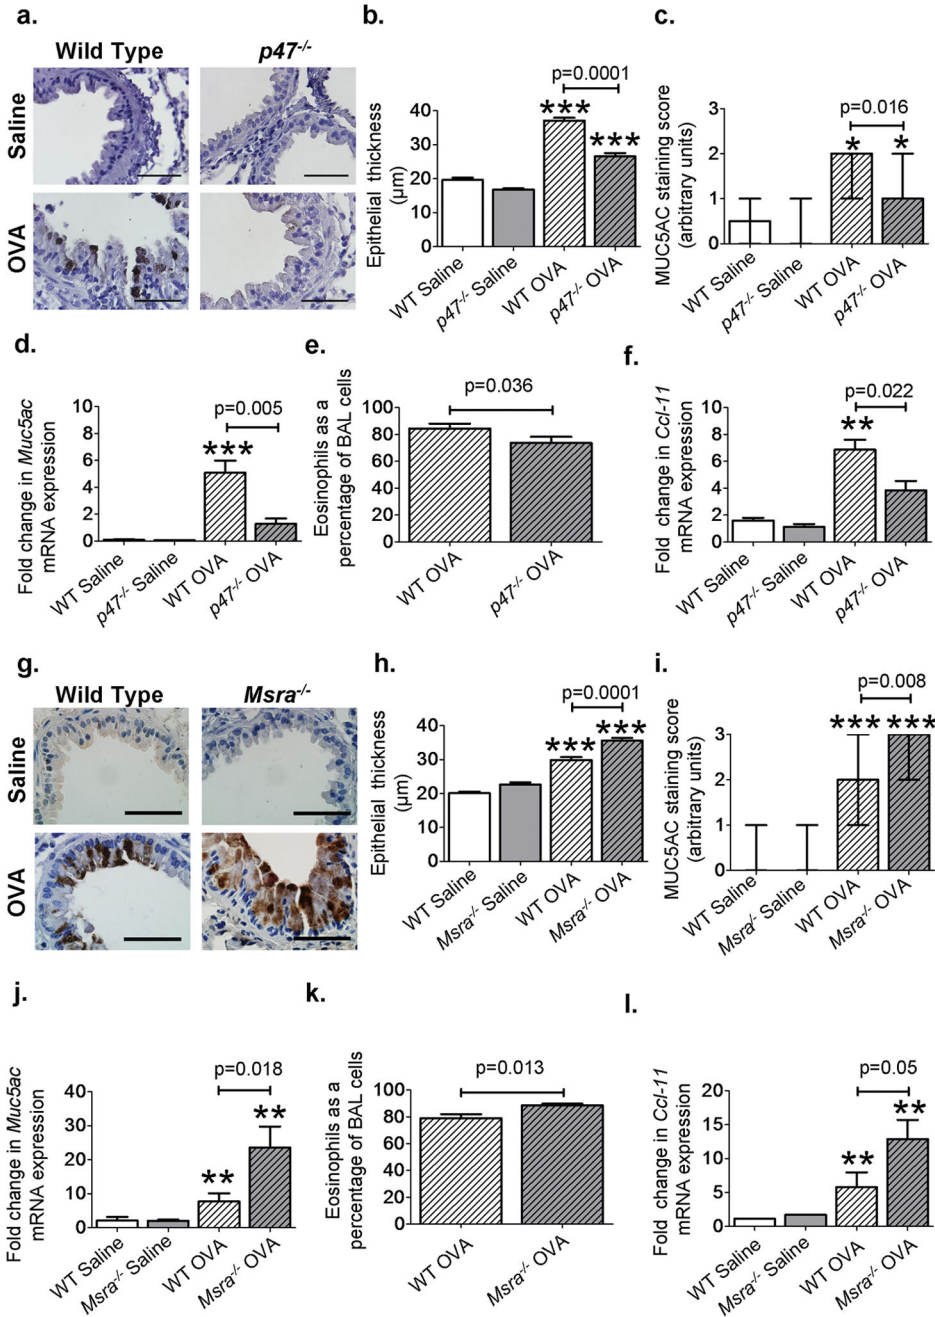 a.
Wild Type
p47-/-
Saline
OVA
b.
Epithelial thickness
(µm)
40
30
20
10
0
p=0.0001
***
***
WT Saline
p47-/- Saline
WT OVA
p47-/- OVA
c.
MUC5AC staining score
(arbitrary units)
3
2
1
0
p=0.016
*
*
WT Saline
p47-/- Saline
WT OVA
p47-/- OVA
d.
Fold change in Muc5ac
mRNA expression
10
8
6
4
2
0
p=0.005
***
WT Saline
p47-/- Saline
WT OVA
p47-/- OVA
e.
Eosinophils as a
percentage of BAL cells
100
80
60
40
20
0
p=0.036
WT OVA
p47-/- OVA
f.
Fold change in Ccl-11
mRNA expression
10
8
6
4
2
0
p=0.022
**
WT Saline
p47-/- Saline
WT OVA
p47-/- OVA
g.
Wild Type
Msra-/-
Saline
OVA
h.
Epithelial thickness
(µm)
40
30
20
10
0
p=0.0001
***
***
WT Saline
Msra-/- Saline
WT OVA
Msra-/- OVA
i.
MUC5AC staining score
(arbitrary units)
3
2
1
0
p=0.008
***
***
WT Saline
Msra-/- Saline
WT OVA
Msra-/- OVA
j.
Fold change in Muc5ac
mRNA expression
40
30
20
10
0
p=0.018
**
**
WT Saline
Msra-/- Saline
WT OVA
Msra-/- OVA
k.
Eosinophils as a
percentage of BAL cells
100
80
60
40
20
0
p=0.013
WT OVA
Msra-/- OVA
l.
Fold change in Ccl-11
mRNA expression
20
15
10
5
0
p=0.05
**
**
WT Saline
Msra-/- Saline
WT OVA
Msra-/- OVA